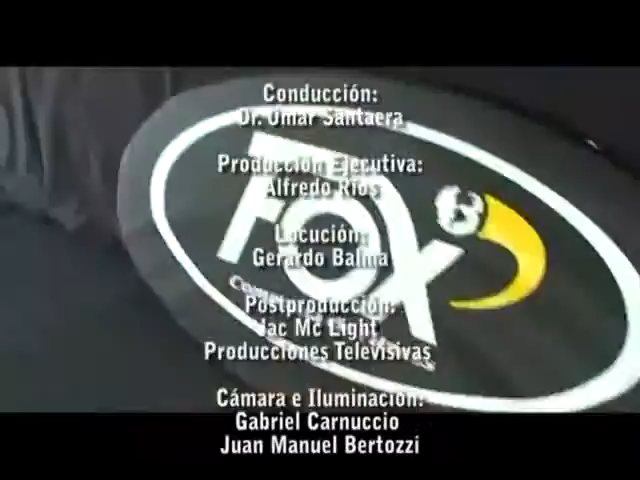 Conducción:
Dr. Omar Santaera
Producción Ejecutiva:
Alfredo Ríos
Locución:
Gerardo Balma
Postproducción:
Jac Mc Light
Producciones Televisivas
Cámara e Iluminación:
Gabriel Carnuccio
Juan Manuel Bertozzi
FOX